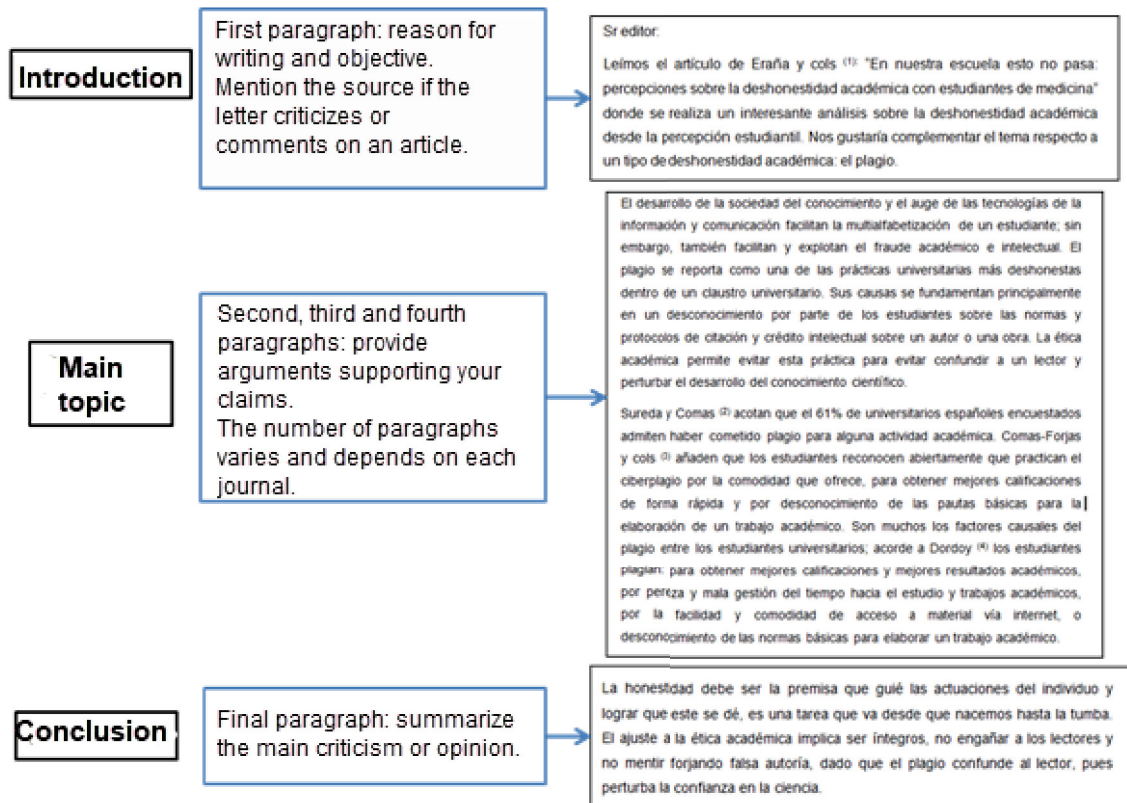 Introduction
First paragraph: reason for
writing and objective.
Mention the source if the
letter criticizes or
comments on an article.
Sr editor:
Leímos el artículo de Eraña y cols (1): "En nuestra escuela esto no pasa:
percepciones sobre la deshonestidad académica con estudiantes de medicina"
donde se realiza un interesante análisis sobre la deshonestidad académica
desde la percepción estudiantil. Nos gustaría complementar el tema respecto a
un tipo de deshonestidad académica: el plagio.
Main
topic
Second, third and fourth
paragraphs: provide
arguments supporting your
claims.
The number of paragraphs
varies and depends on each
journal.
El desarrollo de la sociedad del conocimiento y el auge de las tecnologías de la
información y comunicación facilitan la multialfabetización de un estudiante; sin
embargo, también facilitan y explotan el fraude académico e intelectual. El
plagio se reporta como una de las prácticas universitarias más deshonestas
dentro de un claustro universitario. Sus causas se fundamentan principalmente
en un desconocimiento por parte de los estudiantes sobre las normas y
protocolos de citación y crédito intelectual sobre un autor o una obra. La ética
académica permite evitar esta práctica para evitar confundir a un lector y
perturbar el desarrollo del conocimiento científico.
Sureda y Comas (2) acotan que el 61% de universitarios españoles encuestados
admiten haber cometido plagio para alguna actividad académica. Comas-Forjas
y cols (3) añaden que los estudiantes reconocen abiertamente que practican el
ciberplagio por la comodidad que ofrece, para obtener mejores calificaciones
de forma rápida y por desconocimiento de las pautas básicas para la
elaboración de un trabajo académico. Son muchos los factores causales del
plagio entre los estudiantes universitarios; acorde a Dordoy (4) los estudiantes
plagian: para obtener mejores calificaciones y mejores resultados académicos,
por pereza y mala gestión del tiempo hacia el estudio y trabajos académicos,
por la facilidad y comodidad de acceso a material vía internet, o
desconocimiento de las normas básicas para elaborar un trabajo académico.
Conclusion
Final paragraph: summarize
the main criticism or opinion.
La honestidad debe ser la premisa que guié las actuaciones del individuo y
lograr que este se dé, es una tarea que va desde que nacemos hasta la tumba.
El ajuste a la ética académica implica ser íntegros, no engañar a los lectores y
no mentir forjando falsa autoría, dado que el plagio confunde al lector, pues
perturba la confianza en la ciencia.